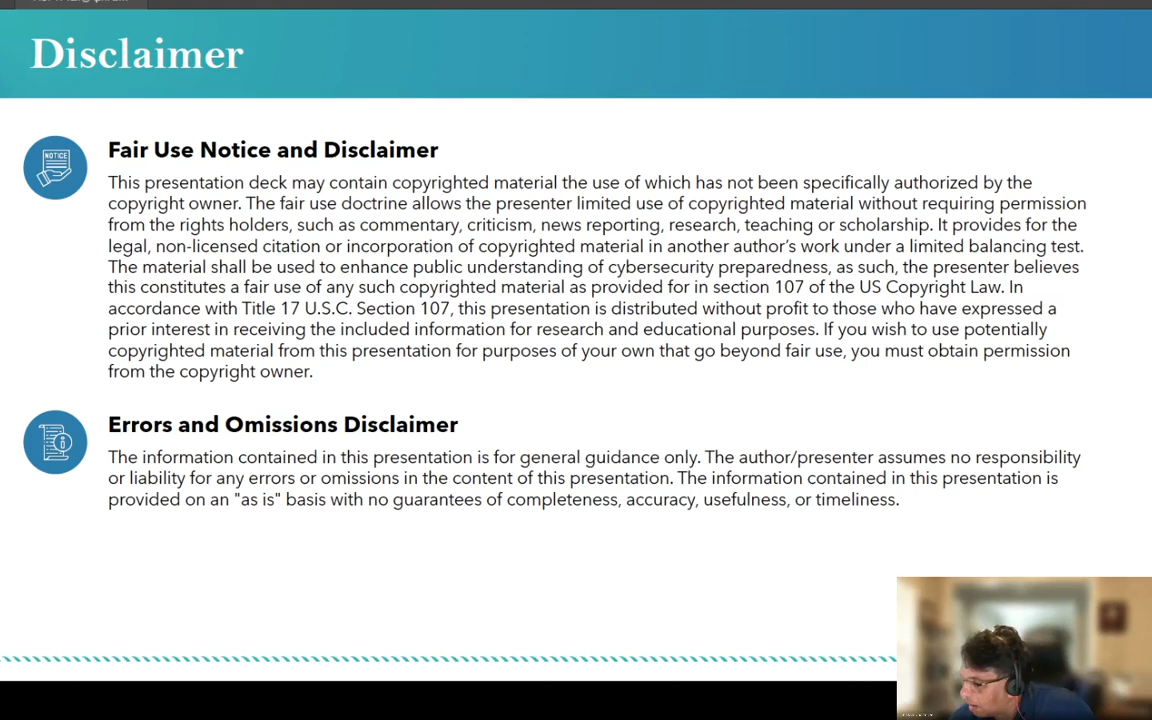 Disclaimer
NOTICE
Fair Use Notice and Disclaimer
This presentation deck may contain copyrighted material the use of which has not been specifically authorized by the
copyright owner. The fair use doctrine allows the presenter limited use of copyrighted material without requiring permission
from the rights holders, such as commentary, criticism, news reporting, research, teaching or scholarship. It provides for the
legal, non-licensed citation or incorporation of copyrighted material in another author's work under a limited balancing test.
The material shall be used to enhance public understanding of cybersecurity preparedness, as such, the presenter believes
this constitutes a fair use of any such copyrighted material as provided for in section 107 of the US Copyright Law. In
accordance with Title 17 U.S.C. Section 107, this presentation is distributed without profit to those who have expressed a
prior interest in receiving the included information for research and educational purposes. If you wish to use potentially
copyrighted material from this presentation for purposes of your own that go beyond fair use, you must obtain permission
from the copyright owner.
Errors and Omissions Disclaimer
The information contained in this presentation is for general guidance only. The author/presenter assumes no responsibility
or liability for any errors or omissions in the content of this presentation. The information contained in this presentation is
provided on an "as is" basis with no guarantees of completeness, accuracy, usefulness, or timeliness.